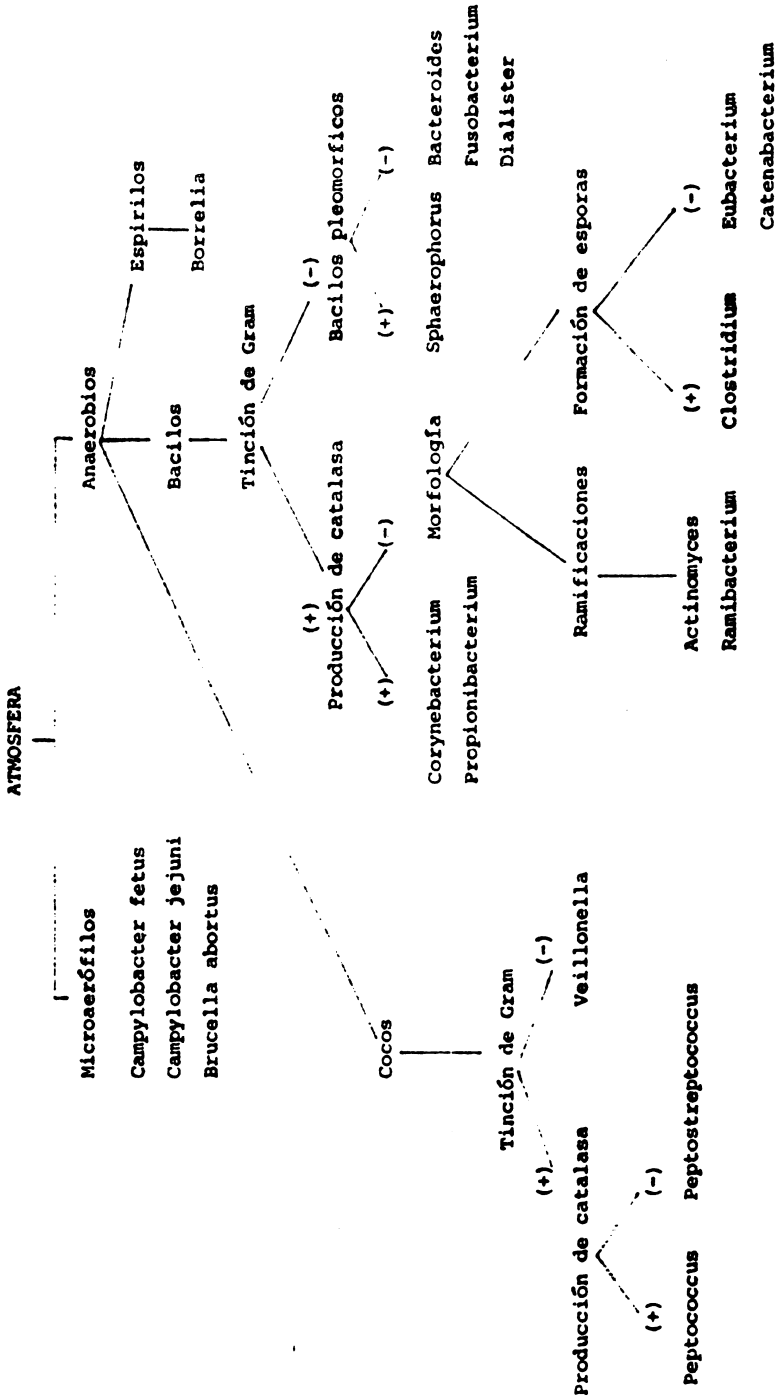 ATMOSFERA
Microaerófilos
Campylobacter fetus
Campylobacter jejuni
Brucella abortus
Anaerobios
Cocos
Tinción de Gram
(+)
(-)
Producción de catalasa
Veillonella
(+)
(-)
Peptococcus
Peptostreptococcus
Bacilos
Tinción de Gram
(+)
(-)
Producción de catalasa
Bacilos pleomorficos
(+)
(-)
(+)
(-)
Corynebacterium
Propionibacterium
Morfología
Sphaerophorus
Bacteroides
Fusobacterium
Dialister
Ramificaciones
Formación de esporas
Actinomyces
Ramibacterium
(+)
(-)
Clostridium
Eubacterium
Catenabacterium
Espirilos
Borrelia